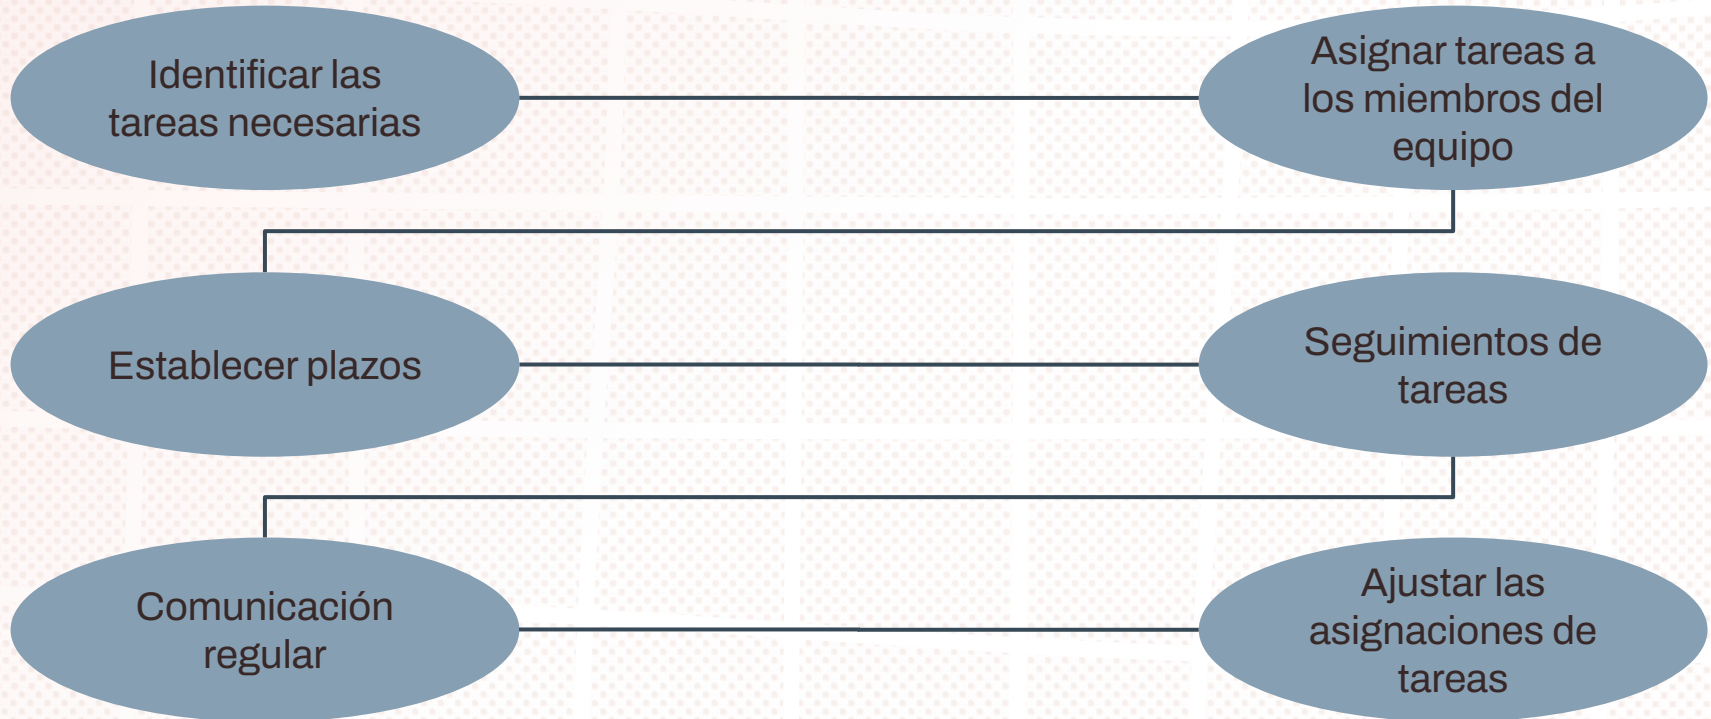 Identificar las
tareas necesarias
Asignar tareas a
los miembros del
equipo
Establecer plazos
Seguimientos de
tareas
Comunicación
regular
Ajustar las
asignaciones de
tareas